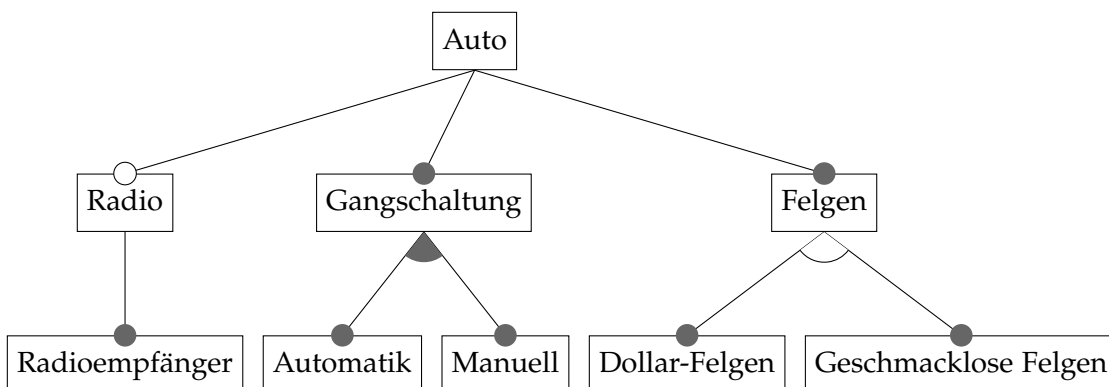 Auto
Radio
Gangschaltung
Felgen
Radioempfänger
Automatik
Manuell
Dollar-Felgen
Geschmacklose Felgen